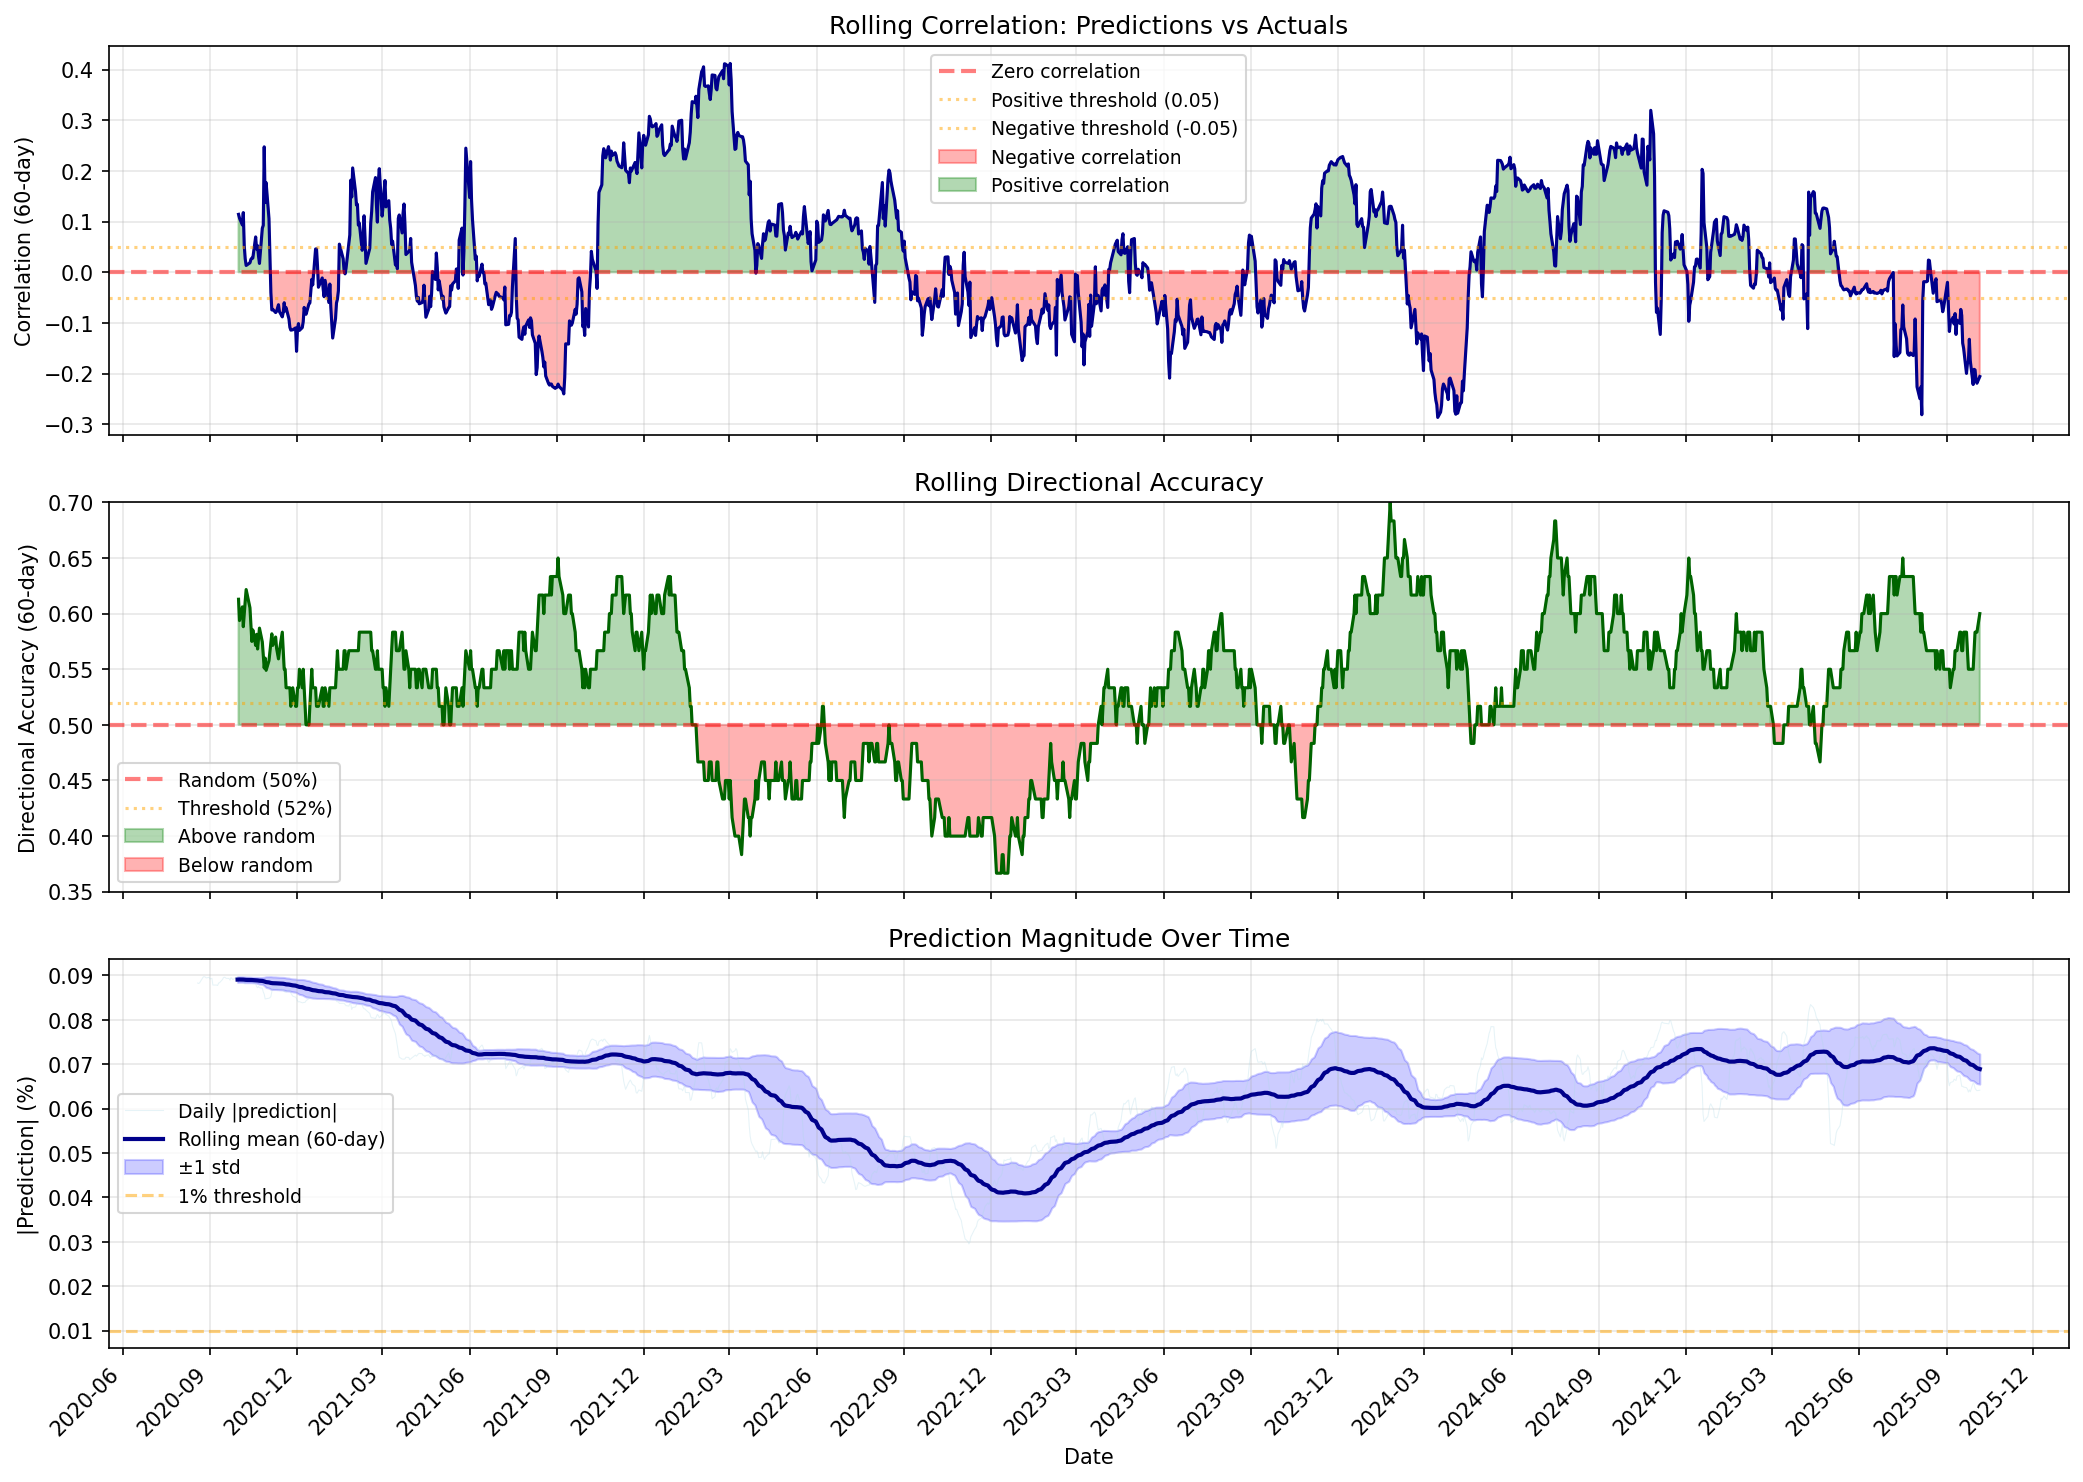 Rolling Correlation: Predictions vs Actuals
Correlation (60-day)
0.4
0.3
0.2
0.1
0.0
−0.1
−0.2
−0.3
Zero correlation
Positive threshold (0.05)
Negative threshold (-0.05)
Negative correlation
Positive correlation
Rolling Directional Accuracy
Directional Accuracy (60-day)
0.70
0.65
0.60
0.55
0.50
0.45
0.40
0.35
Random (50%)
Threshold (52%)
Above random
Below random
Prediction Magnitude Over Time
|Prediction| (%)
0.09
0.08
0.07
0.06
0.05
0.04
0.03
0.02
0.01
Daily |prediction|
Rolling mean (60-day)
±1 std
1% threshold
2020-06
2020-09
2020-12
2021-03
2021-06
2021-09
2021-12
2022-03
2022-06
2022-09
2022-12
2023-03
2023-06
2023-09
2023-12
2024-03
2024-06
2024-09
2024-12
2025-03
2025-06
2025-09
2025-12
Date